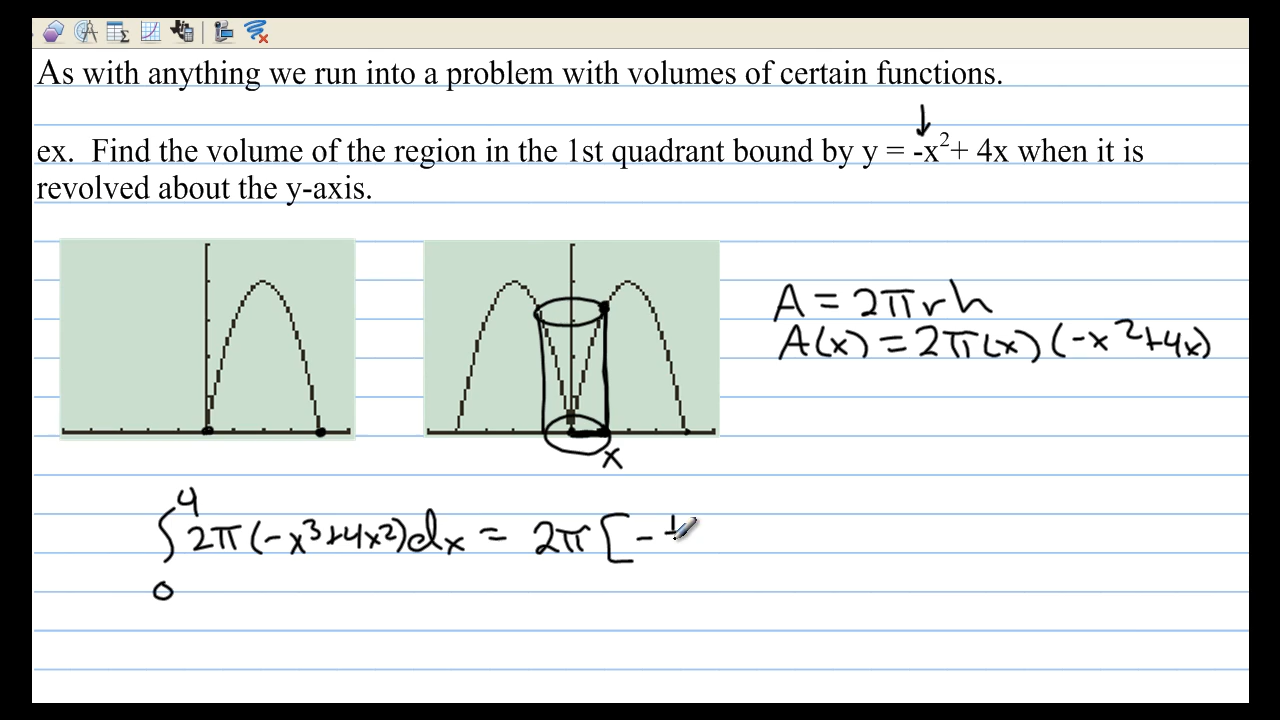 As with anything we run into a problem with volumes of certain functions.
ex. Find the volume of the region in the 1st quadrant bound by y = -x²+ 4x when it is
revolved about the y-axis.
A = 2πrh
A(x) = 2π(x)(-x²+4x)
x
∫₀⁴ 2π(-x³+4x²)dx = 2π[-